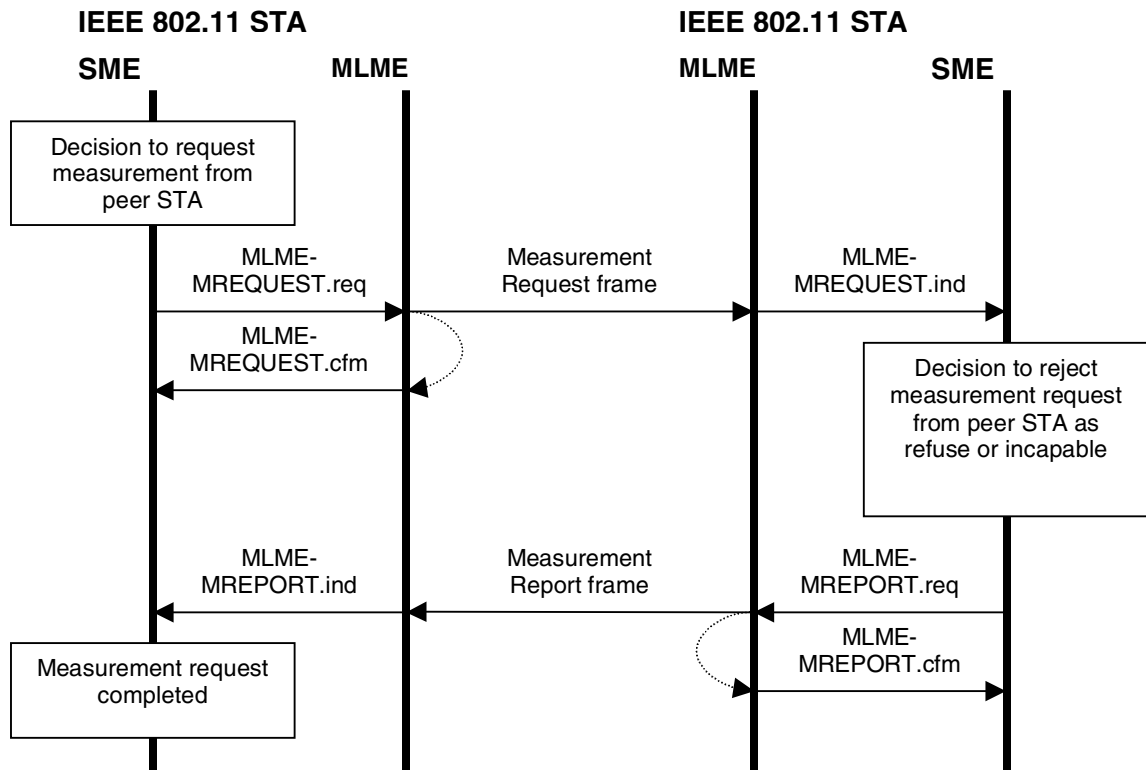 IEEE 802.11 STA
IEEE 802.11 STA
SME
MLME
MLME
SME
Decision to request
measurement from
peer STA
MLME-
MREQUEST.req
Measurement
Request frame
MLME-
MREQUEST.ind
MLME-
MREQUEST.cfm
Decision to reject
measurement request
from peer STA as
refuse or incapable
MLME-
MREPORT.ind
Measurement
Report frame
MLME-
MREPORT.req
MLME-
MREPORT.cfm
Measurement request
completed